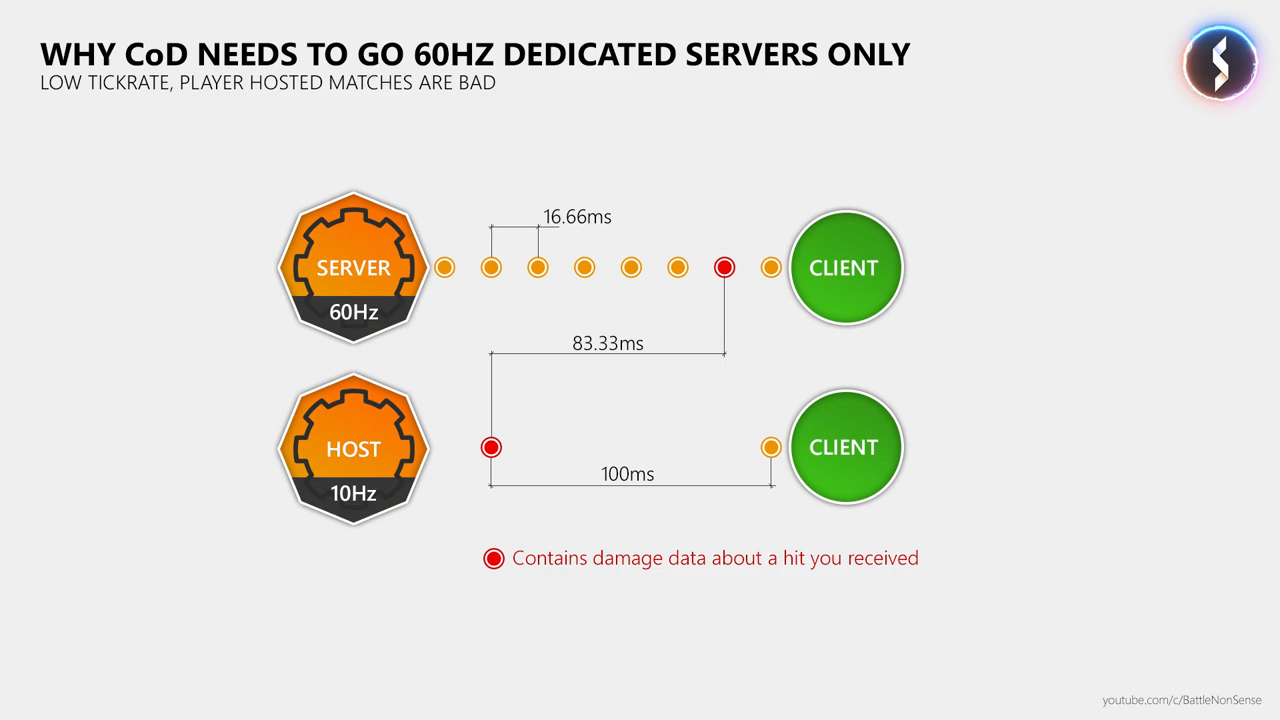 WHY CoD NEEDS TO GO 60HZ DEDICATED SERVERS ONLY
LOW TICKRATE, PLAYER HOSTED MATCHES ARE BAD
16.66ms
SERVER
60Hz
CLIENT
83.33ms
HOST
10Hz
CLIENT
100ms
Contains damage data about a hit you received
youtube.com/c/BattleNonSense